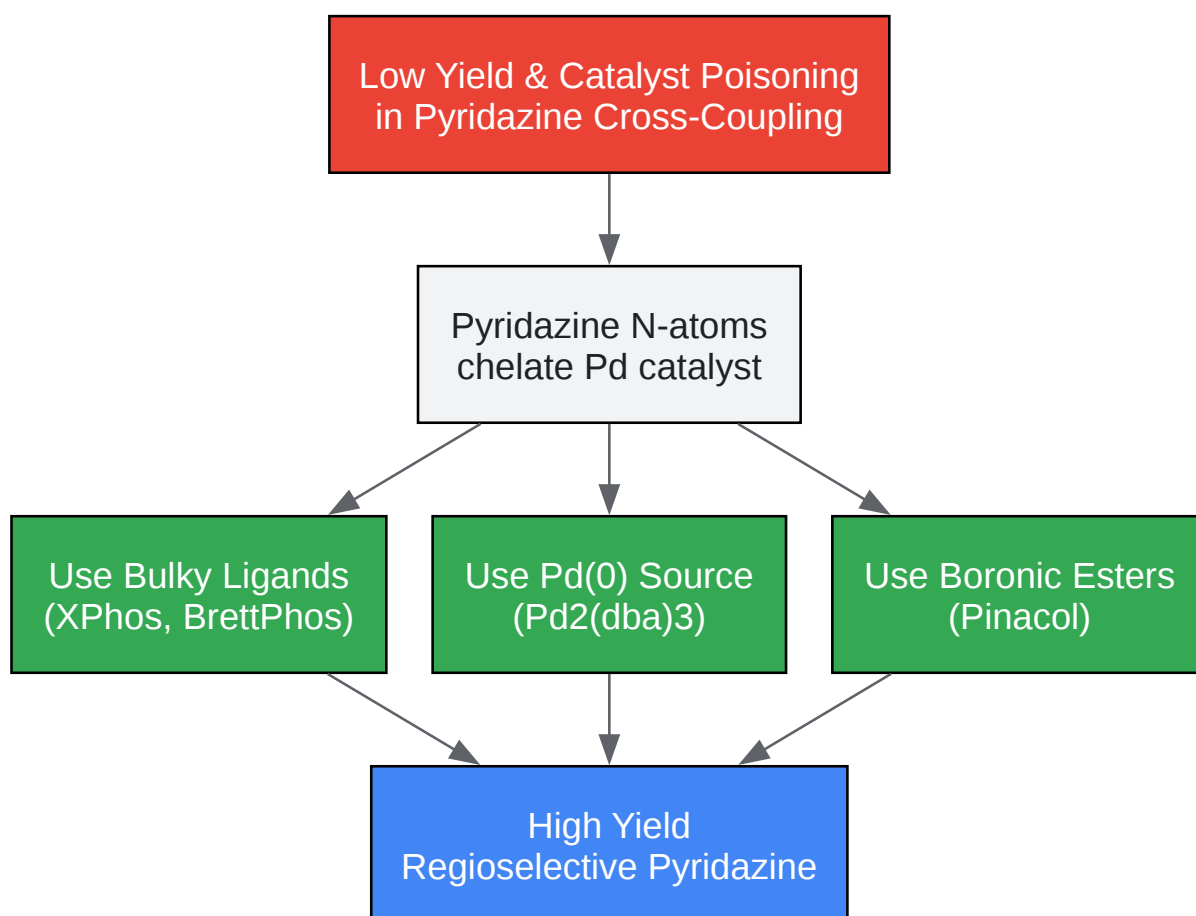 Low Yield & Catalyst Poisoning
in Pyridazine Cross-Coupling
Pyridazine N-atoms
chelate Pd catalyst
Use Bulky Ligands
(XPhos, BrettPhos)
Use Pd(0) Source
(Pd2(dba)3)
Use Boronic Esters
(Pinacol)
High Yield
Regioselective Pyridazine